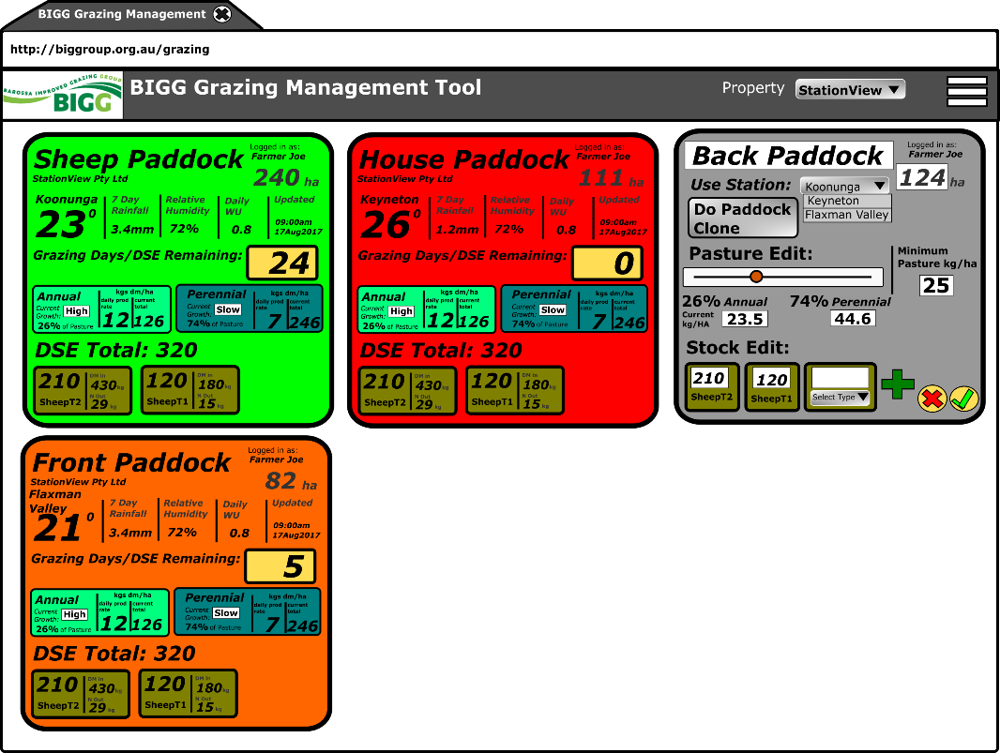 BIGG Grazing Management
http://biggroup.org.au/grazing
BAROSSA IMPROVED GRAZING GROUP
BIGG
BIGG Grazing Management Tool
Property StationView
Sheep Paddock
Logged in as:
Farmer Joe
StationView Pty Ltd
240 ha
Koonunga
23 0
7 Day
Rainfall
3.4mm
Relative
Humidity
72%
Daily
WU
0.8
Updated
09:00am
17Aug2017
Grazing Days/DSE Remaining: 24
Annual
Current
Growth: High
26% of Pasture
kgs dm/ha
daily prod
rate
12
current
total
126
Perennial
Current
Growth: Slow
74% of Pasture
kgs dm/ha
daily prod
rate
7
current
total
246
DSE Total: 320
210
SheepT2
DM In
430kg
N Out
29 kg
120
SheepT1
DM In
180kg
N Out
15 kg
House Paddock
Logged in as:
Farmer Joe
StationView Pty Ltd
111 ha
Keyneton
26 0
7 Day
Rainfall
1.2mm
Relative
Humidity
72%
Daily
WU
0.8
Updated
09:00am
17Aug2017
Grazing Days/DSE Remaining: 0
Annual
Current
Growth: High
26% of Pasture
kgs dm/ha
daily prod
rate
12
current
total
126
Perennial
Current
Growth: Slow
74% of Pasture
kgs dm/ha
daily prod
rate
7
current
total
246
DSE Total: 320
210
SheepT2
DM In
430kg
N Out
29 kg
120
SheepT1
DM In
180kg
N Out
15 kg
Back Paddock
Logged in as:
Farmer Joe
124 ha
Use Station: Koonunga
Keyneton
Flaxman Valley
Do Paddock
Clone
Pasture Edit:
Minimum
Pasture kg/ha
25
26% Annual
Current
kg/HA
23.5
74% Perennial
44.6
Stock Edit:
210
SheepT2
120
SheepT1
Select Type
Front Paddock
Logged in as:
Farmer Joe
StationView Pty Ltd
82 ha
Flaxman
Valley
21 0
7 Day
Rainfall
3.4mm
Relative
Humidity
72%
Daily
WU
0.8
Updated
09:00am
17Aug2017
Grazing Days/DSE Remaining: 5
Annual
Current
Growth: High
26% of Pasture
kgs dm/ha
daily prod
rate
12
current
total
126
Perennial
Current
Growth: Slow
74% of Pasture
kgs dm/ha
daily prod
rate
7
current
total
246
DSE Total: 320
210
SheepT2
DM In
430kg
N Out
29 kg
120
SheepT1
DM In
180kg
N Out
15 kg